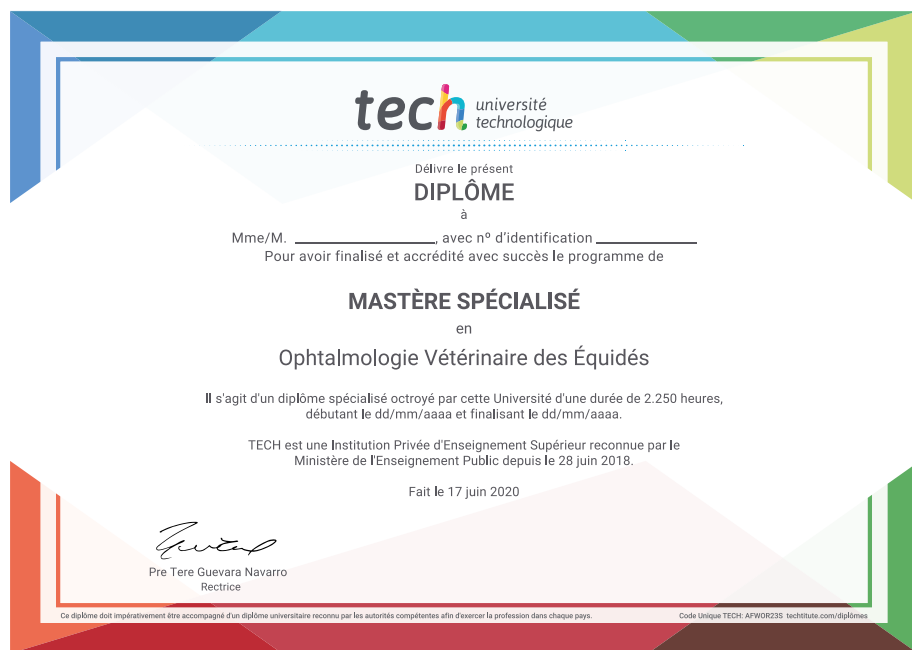 tech université
technologique
Délivre le présent
DIPLÔME
à
Mme/M. ____________________, avec nº d'identification ______________
Pour avoir finalisé et accrédité avec succès le programme de
MASTÈRE SPÉCIALISÉ
en
Ophtalmologie Vétérinaire des Équidés
Il s'agit d'un diplôme spécialisé octroyé par cette Université d'une durée de 2.250 heures,
débutant le dd/mm/aaaa et finalisant le dd/mm/aaaa.
TECH est une Institution Privée d'Enseignement Supérieur reconnue par le
Ministère de l'Enseignement Public depuis le 28 juin 2018.
Fait le 17 juin 2020
Pre Tere Guevara Navarro
Rectrice
Ce diplôme doit impérativement être accompagné d'un diplôme universitaire reconnu par les autorités compétentes afin d'exercer la profession dans chaque pays.
Code Unique TECH: AFWOR23S techtitute.com/diplômes